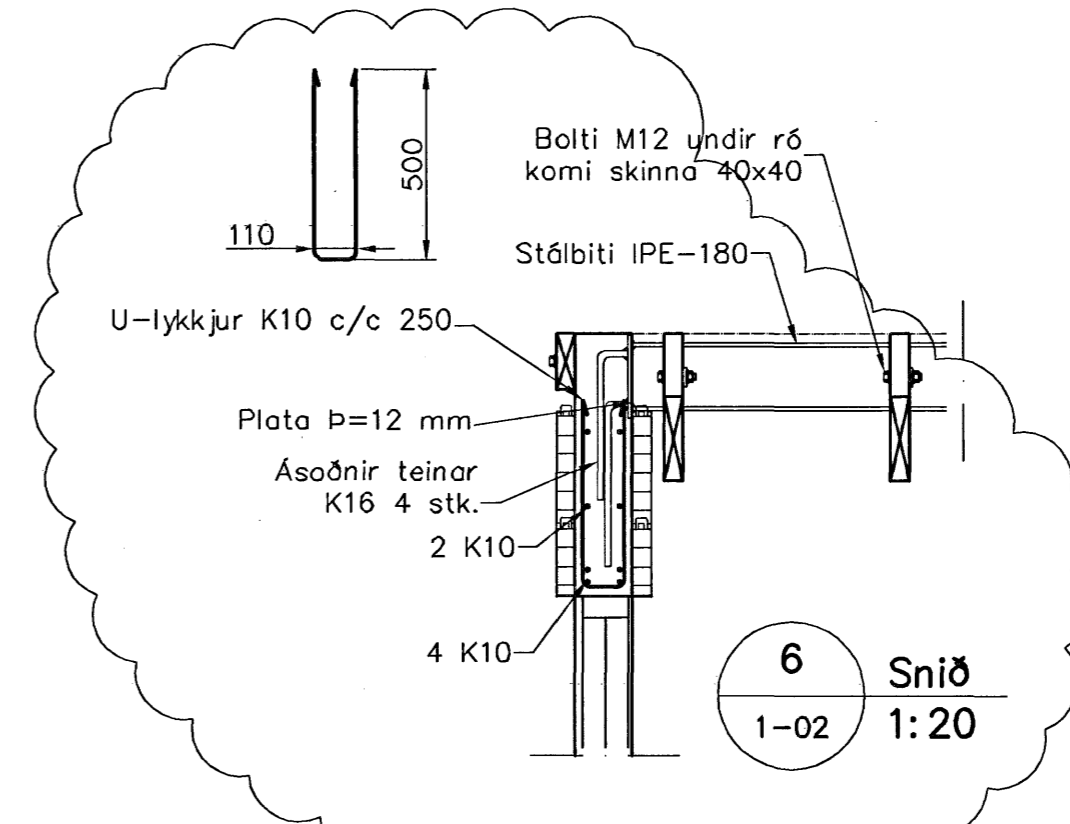 500
110
Bolti M12 undir ró
komi skinna 40x40
Stálbiti IPE-180
U-lykkjur K10 c/c 250
Plata Þ=12 mm
Ásoðnir teinar
K16 4 stk.
2 K10
4 K10
6
1-02
Snið
1:20